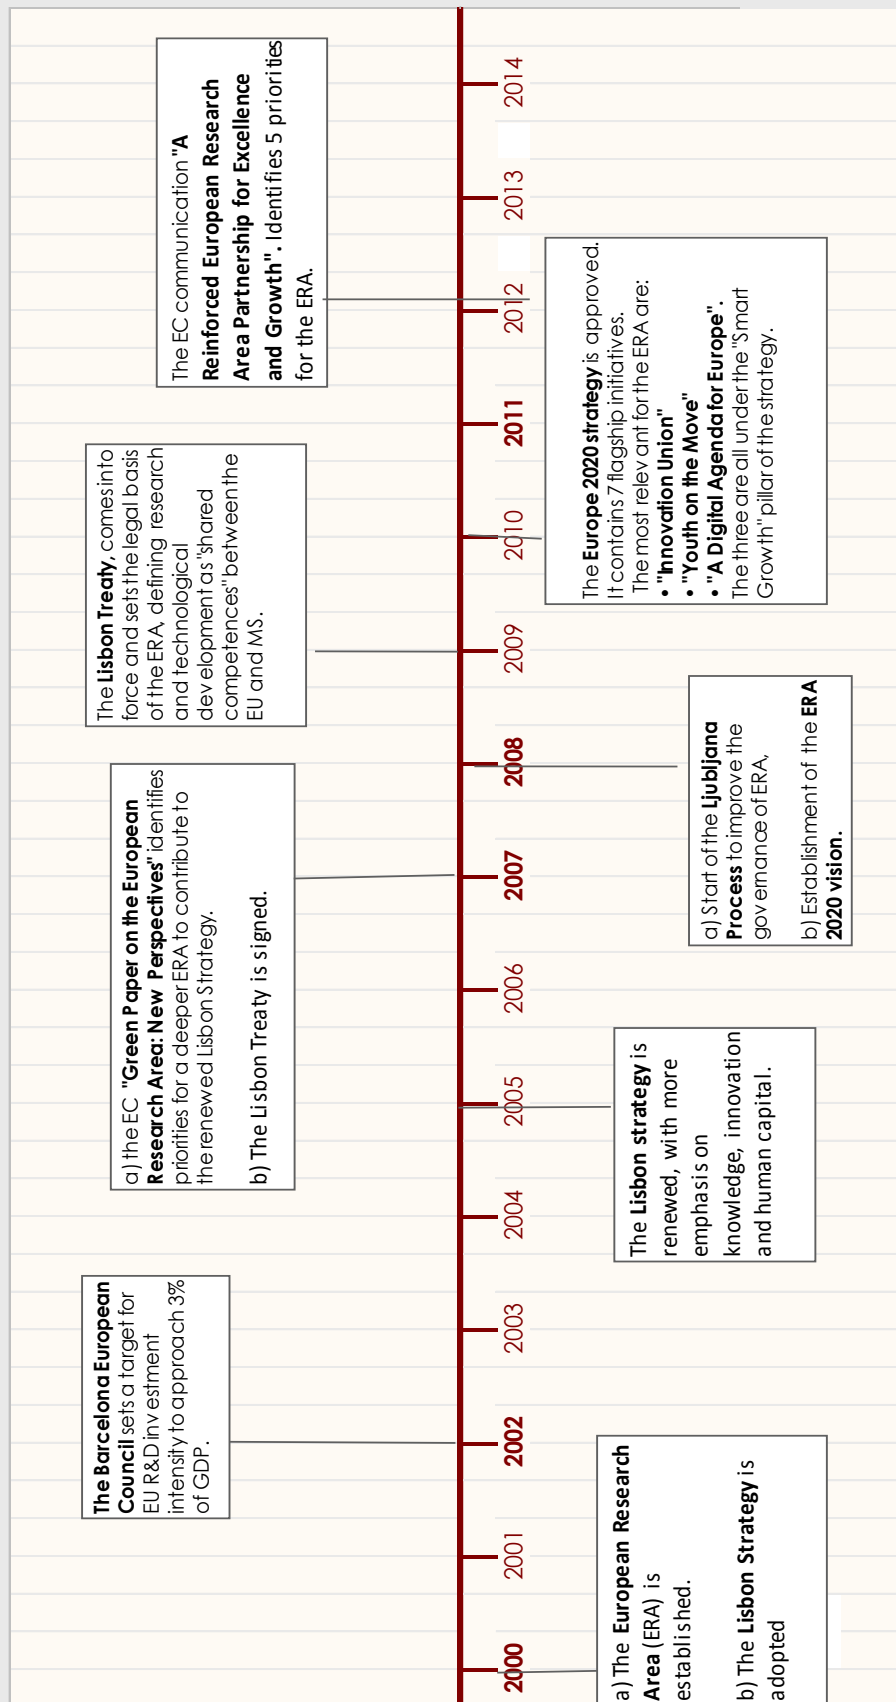 The EC communication "A
Reinforced European Research
Area Partnership for Excellence
and Growth". Identifies 5 priorities
for the ERA.
The Lisbon Treaty, comes into
force and sets the legal basis
of the ERA, defining research
and technological
development as "shared
competences" between the
EU and MS.
a) the EC "Green Paper on the European
Research Area: New Perspectives" identifies
priorities for a deeper ERA to contribute to
the renewed Lisbon Strategy.
b) The Lisbon Treaty is signed.
The Barcelona European
Council sets a target for
EU R&D investment
intensity to approach 3%
of GDP.
2000
2001
2002
2003
2004
2005
2006
2007
2008
2009
2010
2011
2012
2013
2014
a) The European Research
Area (ERA) is
established.
b) The Lisbon Strategy is
adopted
The Lisbon strategy is
renewed, with more
emphasis on
knowledge, innovation
and human capital.
a) Start of the Ljubljana
Process to improve the
governance of ERA,
b) Establishment of the ERA
2020 vision.
The Europe 2020 strategy is approved.
It contains 7 flagship initiatives.
The most relevant for the ERA are:
• "Innovation Union"
• "Youth on the Move"
• "A Digital Agenda for Europe".
The three are all under the "Smart
Growth" pillar of the strategy.